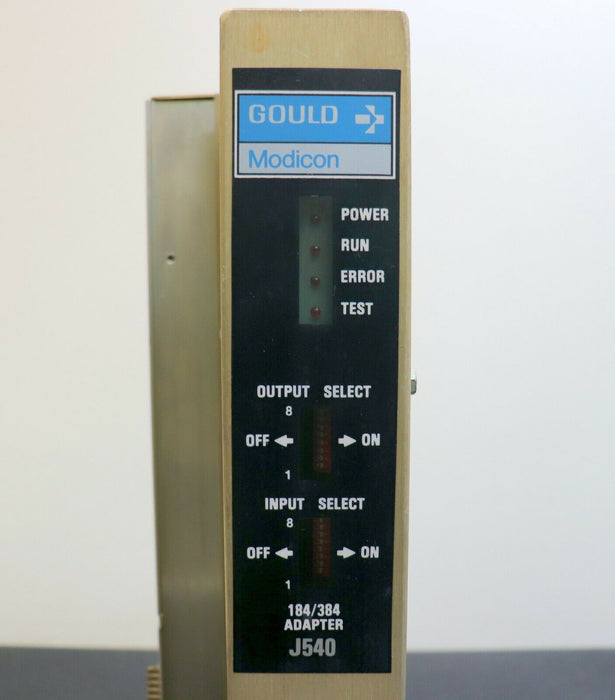 GOULD
Modicon
POWER
RUN
ERROR
TEST
OUTPUT SELECT
8
OFF ON
1
INPUT SELECT
8
OFF ON
1
184/384
ADAPTER
J540